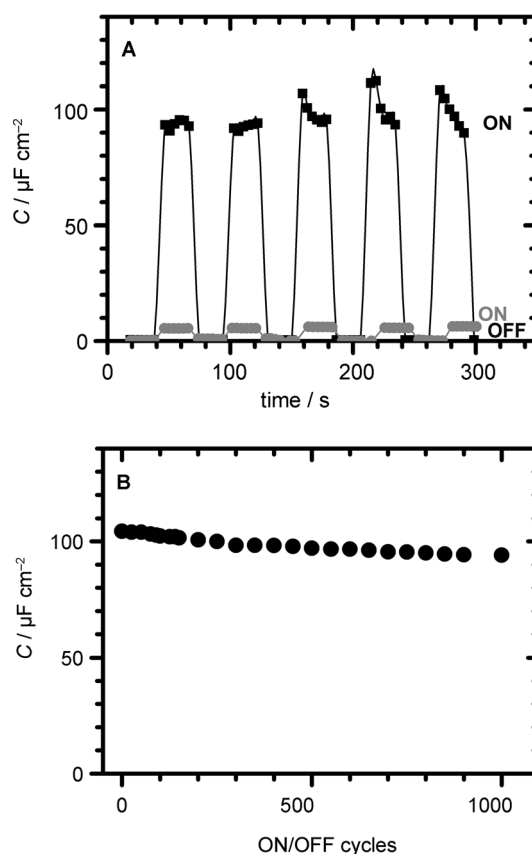 A
C / μF cm⁻²
100
50
0
ON
ON
OFF
0
100
200
300
time / s
B
C / μF cm⁻²
100
50
0
0
500
1000
ON/OFF cycles